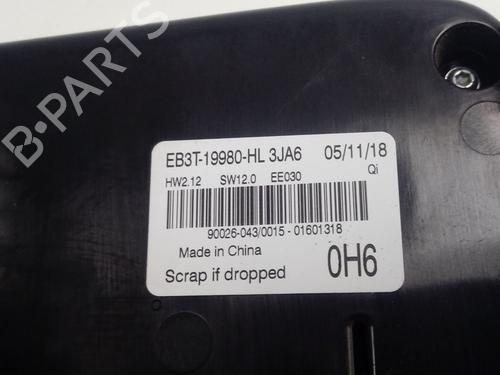 EB3T-19980-HL 3JA6 05/11/18
HW2.12 SW12.0 EE030 Qi
90026-043/0015 - 01601318
Made in China
Scrap if dropped 0H6
B-PARTS